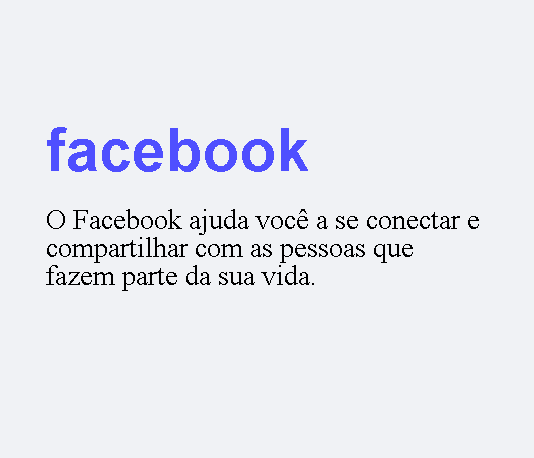 facebook
O Facebook ajuda você a se conectar e
compartilhar com as pessoas que
fazem parte da sua vida.